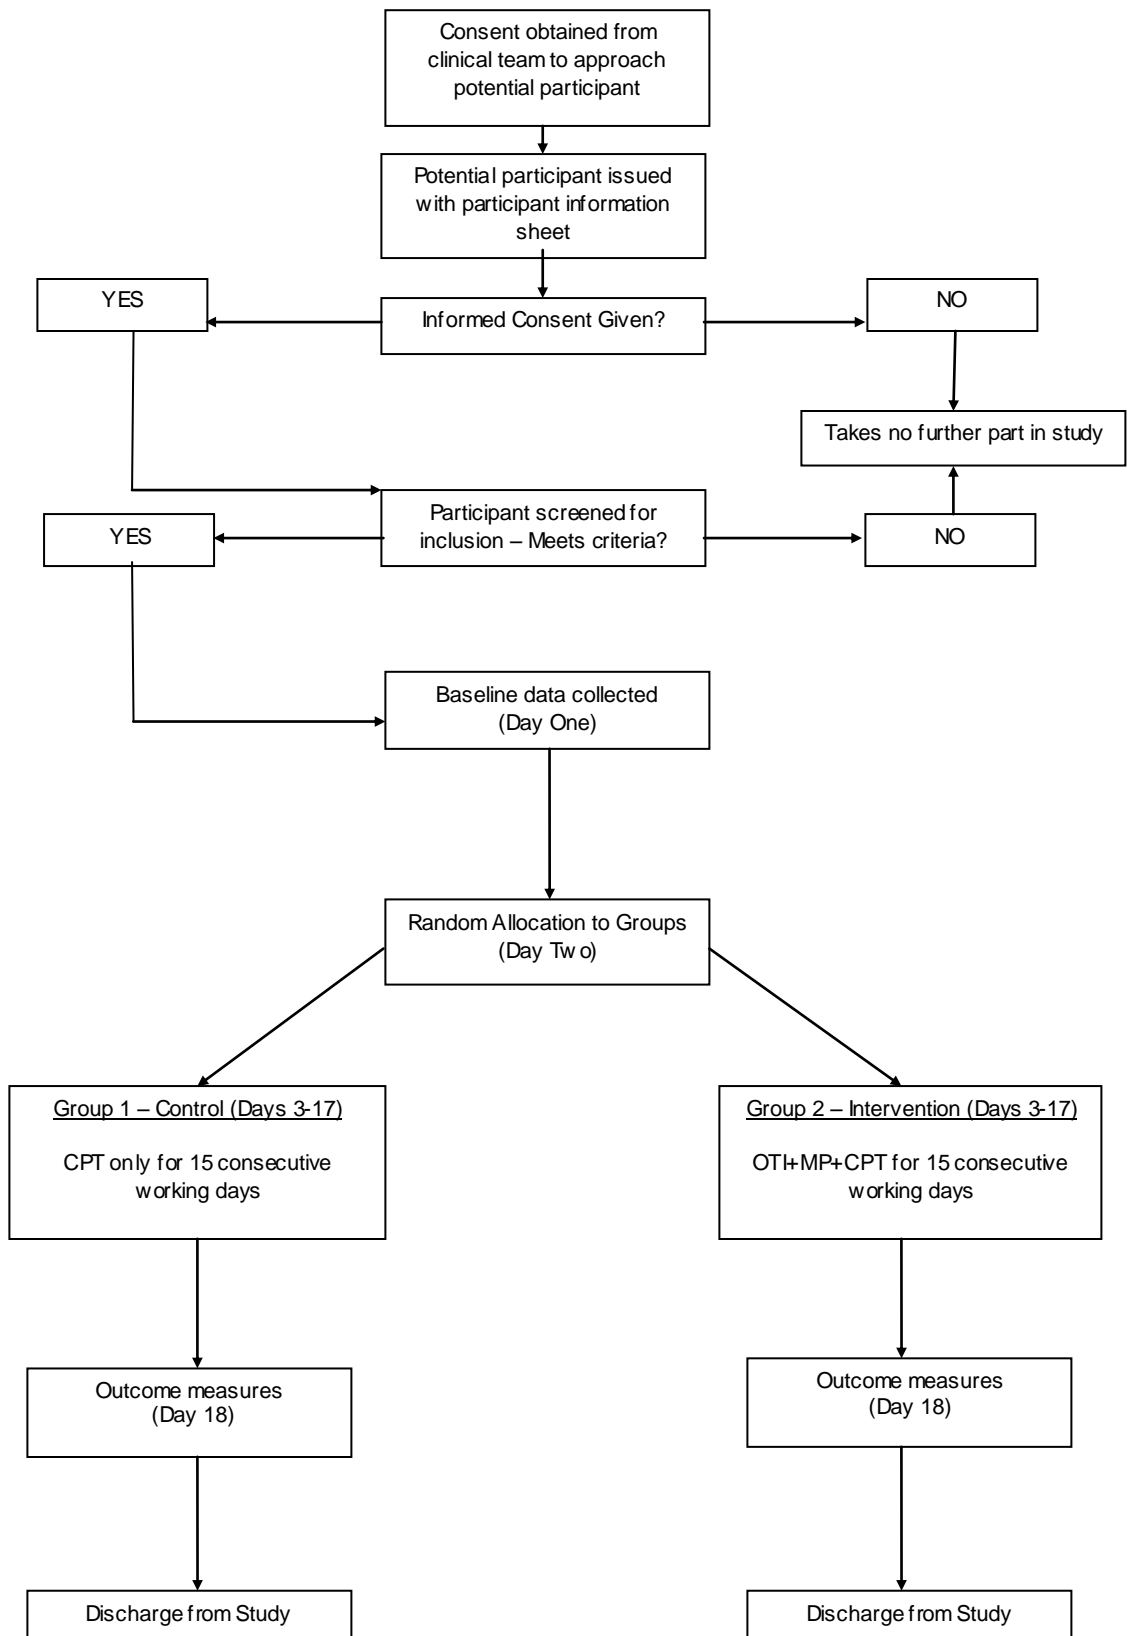 Consent obtained from
clinical team to approach
potential participant
Potential participant issued
with participant information
sheet
YES
Informed Consent Given?
NO
Takes no further part in study
YES
Participant screened for
inclusion – Meets criteria?
NO
Baseline data collected
(Day One)
Random Allocation to Groups
(Day Two)
Group 1 – Control (Days 3-17)
CPT only for 15 consecutive
working days
Group 2 – Intervention (Days 3-17)
OTI+MP+CPT for 15 consecutive
working days
Outcome measures
(Day 18)
Outcome measures
(Day 18)
Discharge from Study
Discharge from Study